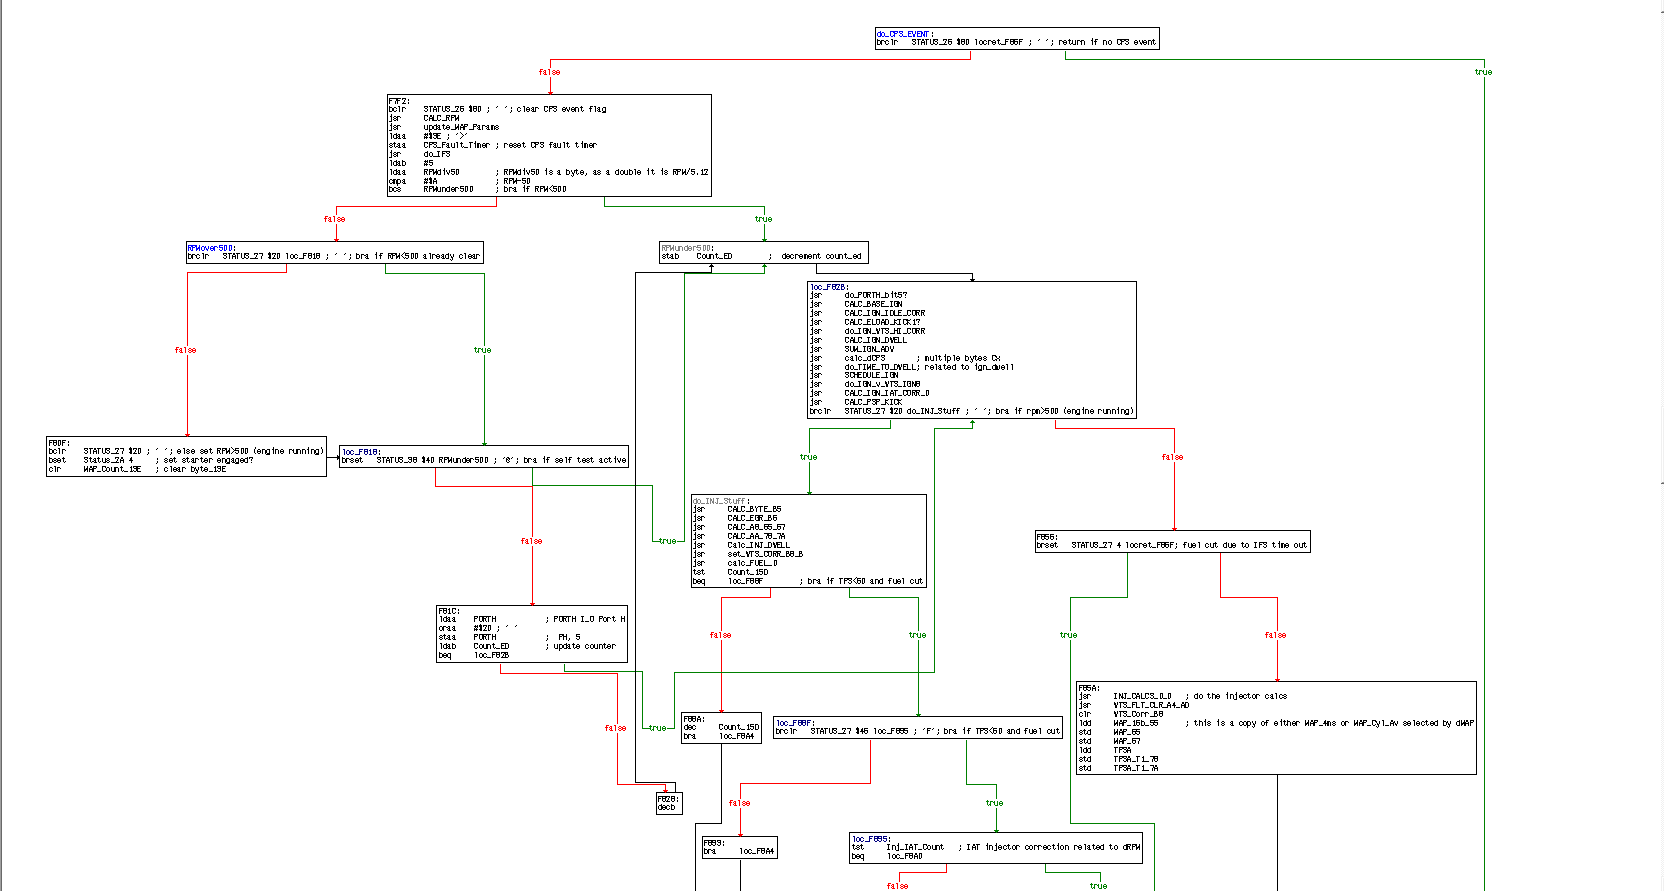 do_CPS_EVENT:
brclr STATUS_26 $80 locret_F86F ; ' '; return if no CPS event
false
true
F7F2:
bclr STATUS_26 $80 ; ' '; clear CPS event flag
jsr CALC_RPM
jsr update_MAP_Params
ldaa #$3E ; '>'
staa CPS_Fault_Timer ; reset CPS fault timer
jsr do_IFS
ldab #5
ldaa RPMdiv50 ; RPMdiv50 is a byte, as a double it is RPM/5.12
cmpa #$A ; RPM-50
bcs RPMunder500 ; bra if RPM<500
false
true
RPMover500:
brclr STATUS_27 $20 loc_F818 ; ' '; bra if RPM<500 already clear
RPMunder500:
stab Count_ED ; decrement count_ed
loc_F82B:
jsr do_PORTH_bit5?
jsr CALC_BASE_IGN
jsr CALC_IGN_IDLE_CORR
jsr CALC_ELOAD_KICK1?
jsr do_IGN_VTS_HI_CORR
jsr CALC_IGN_DWELL
jsr SUM_IGN_ADV
jsr calc_dCPS ; multiple bytes Cx
jsr do_TIME_TO_DWELL; related to ign_dwell
jsr SCHEDULE_IGN
jsr do_IGN_v_VTS_IGN8
jsr CALC_IGN_IAT_CORR_D
jsr CALC_PSP_KICK
brclr STATUS_27 $20 do_INJ_Stuff ; ' '; bra if rpm>500 (engine running)
false
true
F80F:
bclr STATUS_27 $20 ; ' '; else set RPM>500 (engine running)
bset Status_2A 4 ; set starter engaged?
clr MAP_Count_19E ; clear byte_19E
loc_F818:
brset STATUS_98 $40 RPMunder500 ; '@'; bra if self test active
true
false
do_INJ_Stuff:
jsr CALC_BYTE_B5
jsr CALC_EGR_B6
jsr CALC_A8_65_67
jsr CALC_AA_78_7A
jsr Calc_INJ_DWELL
jsr set_VTS_CORR_B8_B
jsr calc_FUEL_D
tst Count_15D
beq loc_F88F ; bra if TPS<60 and fuel cut
F856:
brset STATUS_27 4 locret_F86F; fuel cut due to IFS time out
false
true
F81C:
ldaa PORTH ; PORTH I_O Port H
oraa #$20 ; ' '
staa PORTH ; PH, 5
ldab Count_ED ; update counter
beq loc_F82B
false
true
true
false
F85A:
jsr INJ_CALCS_D_D ; do the injector calcs
jsr VTS_FLT_CLR_A4_AD
clr VTS_Corr_B8
ldd MAP_16b_55 ; this is a copy of either MAP_4ms or MAP_Cyl_Av selected by dMAP
std MAP_65
std MAP_67
ldd TPSA
std TPSA_T1_78
std TPSA_T1_7A
F88A:
dec Count_15D
bra loc_F8A4
loc_F88F:
brclr STATUS_27 $46 loc_F895 ; 'F'; bra if TPS<60 and fuel cut
false
true
F828:
decb
false
true
F893:
bra loc_F8A4
loc_F895:
tst Inj_IAT_Count ; IAT injector correction related to dRPM
beq loc_F8A0
false
true